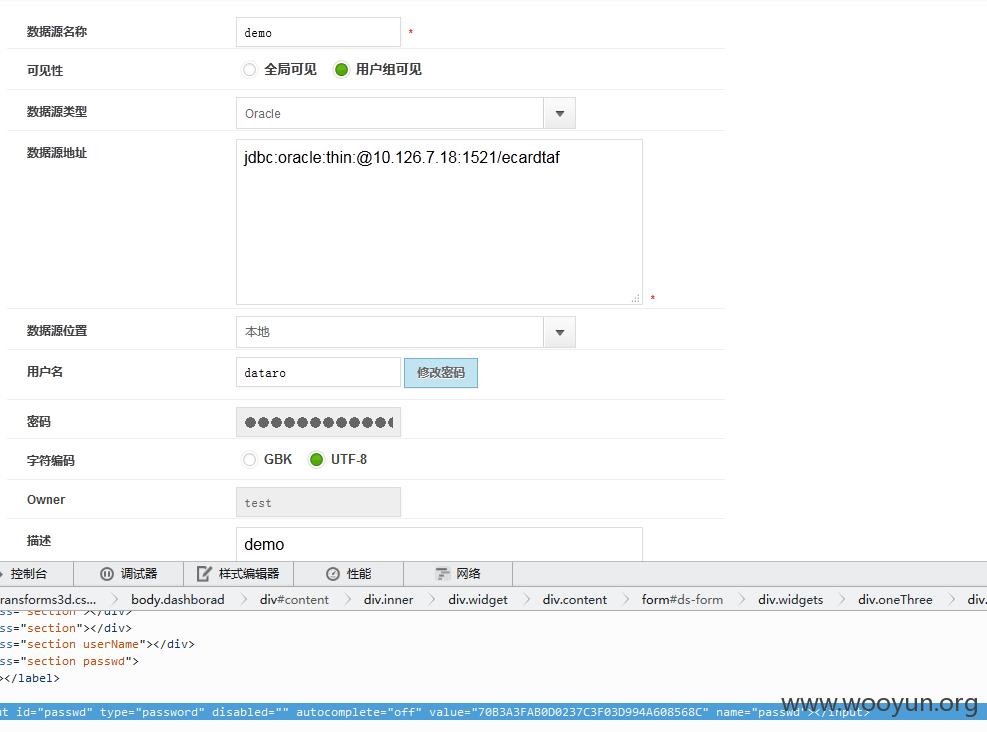 数据源名称 demo *
可见性 全局可见 用户组可见
数据源类型 Oracle
数据源地址 jdbc:oracle:thin:@10.126.7.18:1521/ecardtaf
*
数据源位置 本地
用户名 dataro 修改密码
密码
字符编码 GBK UTF-8
Owner test
描述 demo
控制台 调试器 样式编辑器 性能 网络
ransforms3d.cs... body.dashborad div#content div.inner div.widget div.content form#ds-form div.widgets div.oneThree div.
ss="section"></div>
ss="section"></div>
ss="section userName"></div>
ss="section passwd">
></label>
ut id="passwd" type="password" disabled="" autocomplete="off" value="70B3A3FAB0D0237C3F03D994A608568C" name="passwd"></input>
www.wooyun.org